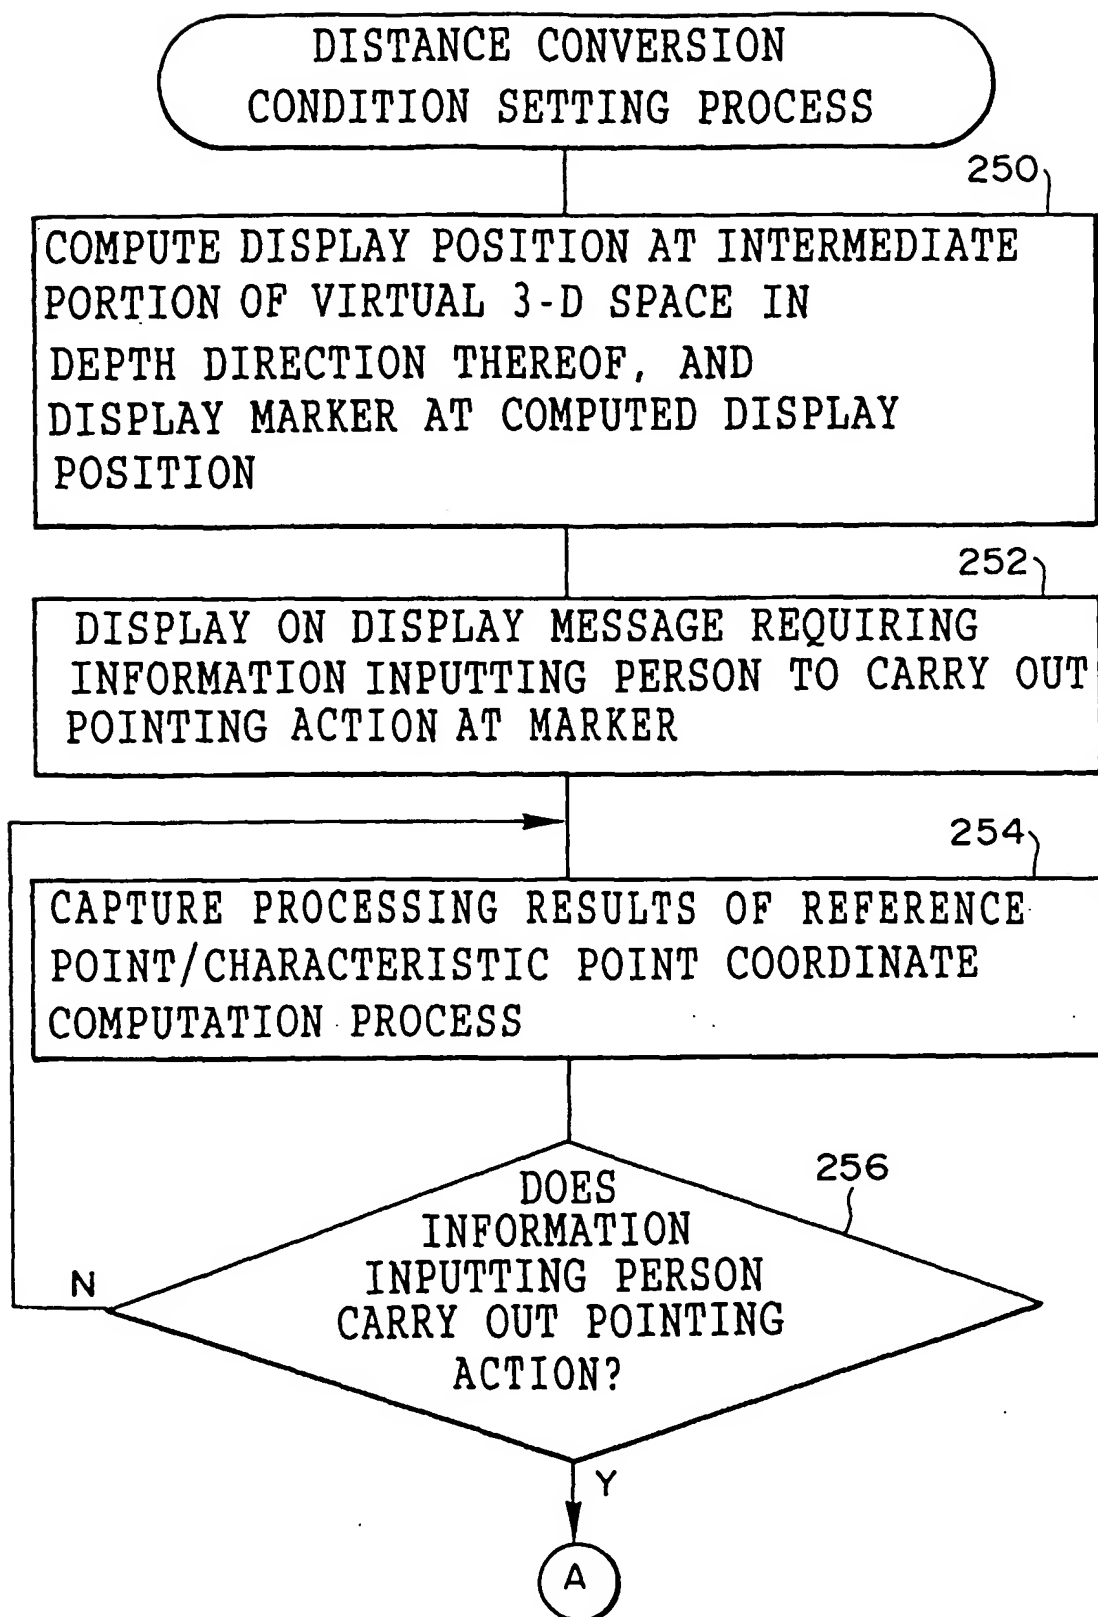 DISTANCE CONVERSION
CONDITION SETTING PROCESS
250
COMPUTE DISPLAY POSITION AT INTERMEDIATE
PORTION OF VIRTUAL 3-D SPACE IN
DEPTH DIRECTION THEREOF, AND
DISPLAY MARKER AT COMPUTED DISPLAY
POSITION
252
DISPLAY ON DISPLAY MESSAGE REQUIRING
INFORMATION INPUTTING PERSON TO CARRY OUT
POINTING ACTION AT MARKER
254
CAPTURE PROCESSING RESULTS OF REFERENCE
POINT/CHARACTERISTIC POINT COORDINATE
COMPUTATION PROCESS
256
DOES
INFORMATION
INPUTTING PERSON
CARRY OUT POINTING
ACTION?
N
Y
A